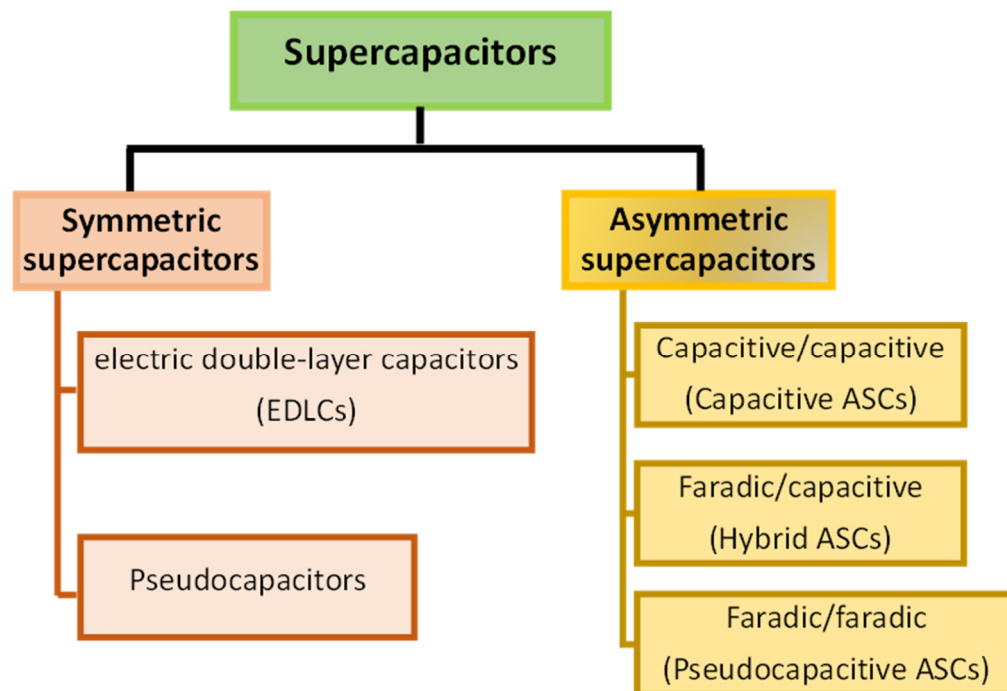 Supercapacitors
Symmetric
supercapacitors
electric double-layer capacitors
(EDLCs)
Pseudocapacitors
Asymmetric
supercapacitors
Capacitive/capacitive
(Capacitive ASCs)
Faradic/capacitive
(Hybrid ASCs)
Faradic/faradic
(Pseudocapacitive ASCs)